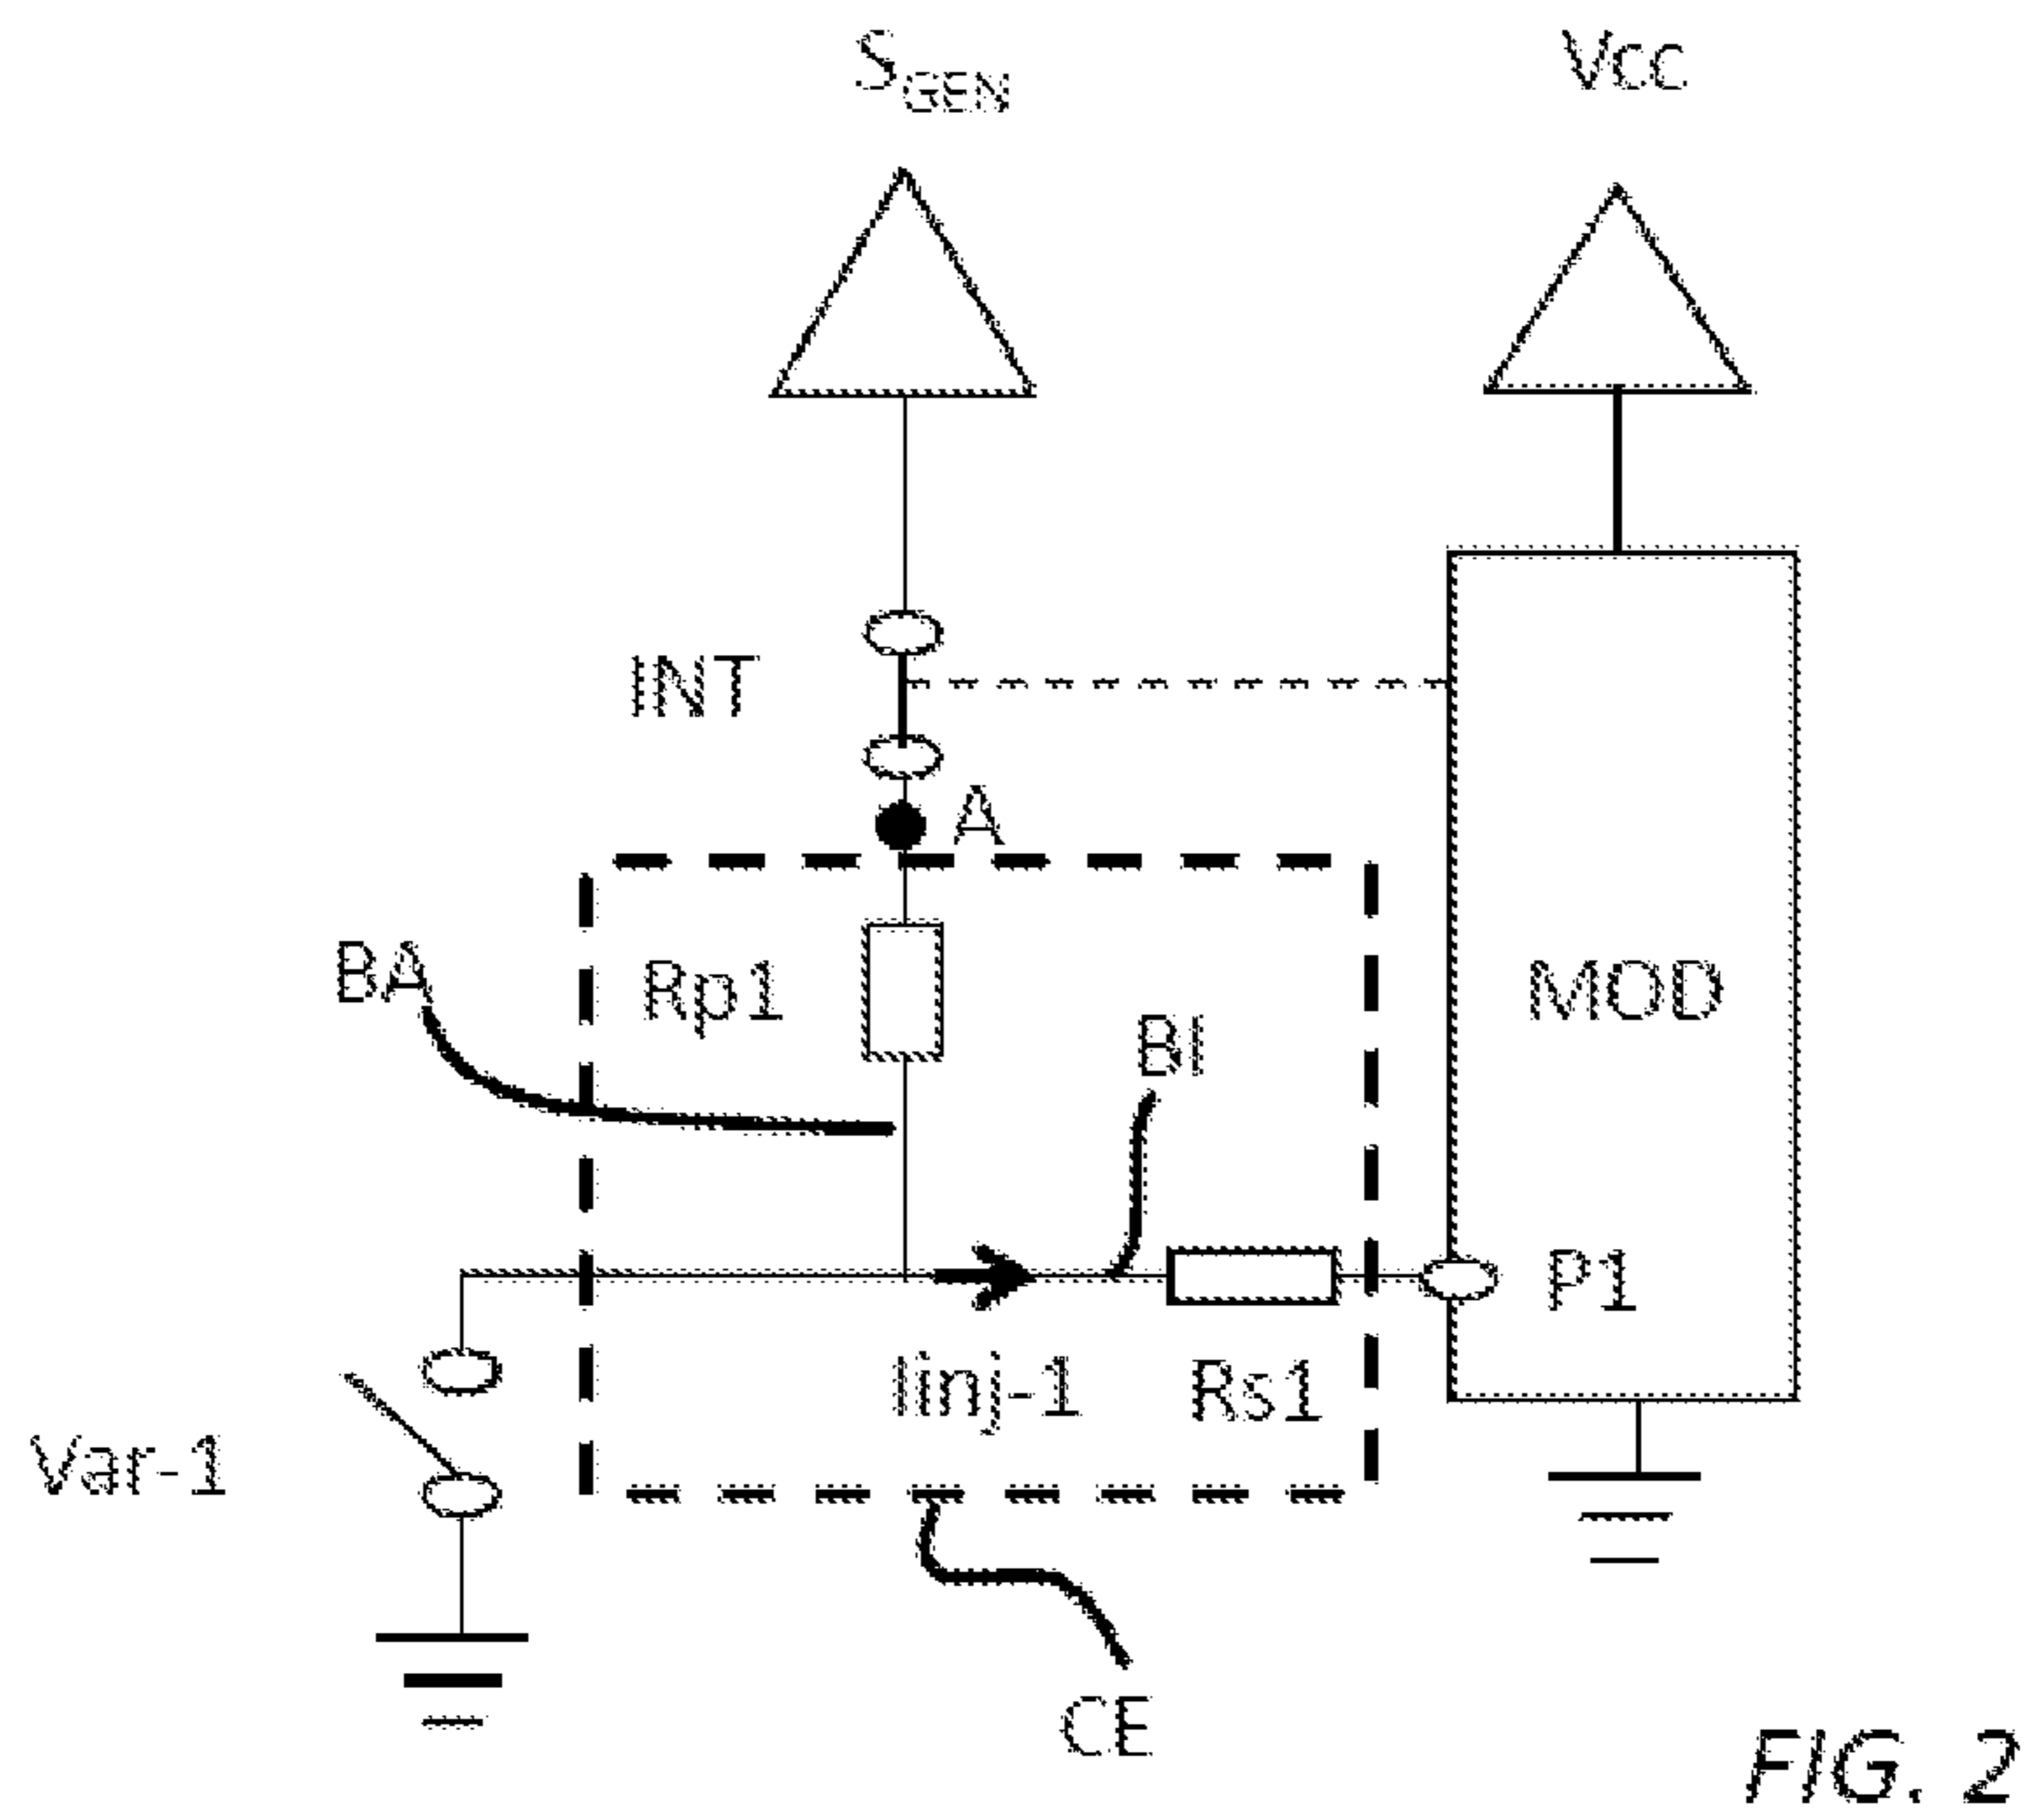 SGEN Vcc
INT
A
BA Rp1 MOD
BI
P1
Iinj-1 Rs1
Var-1
CE
FIG. 2